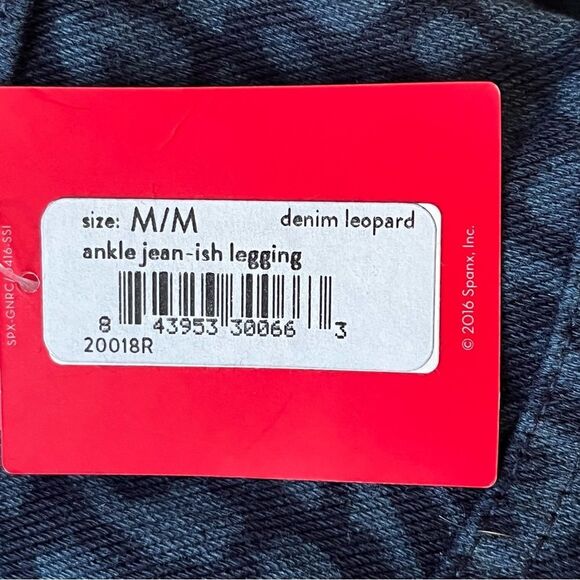 size: M/M denim leopard
ankle jean-ish legging
8 43953 30066 3
20018R
© 2016 Spanx, Inc.